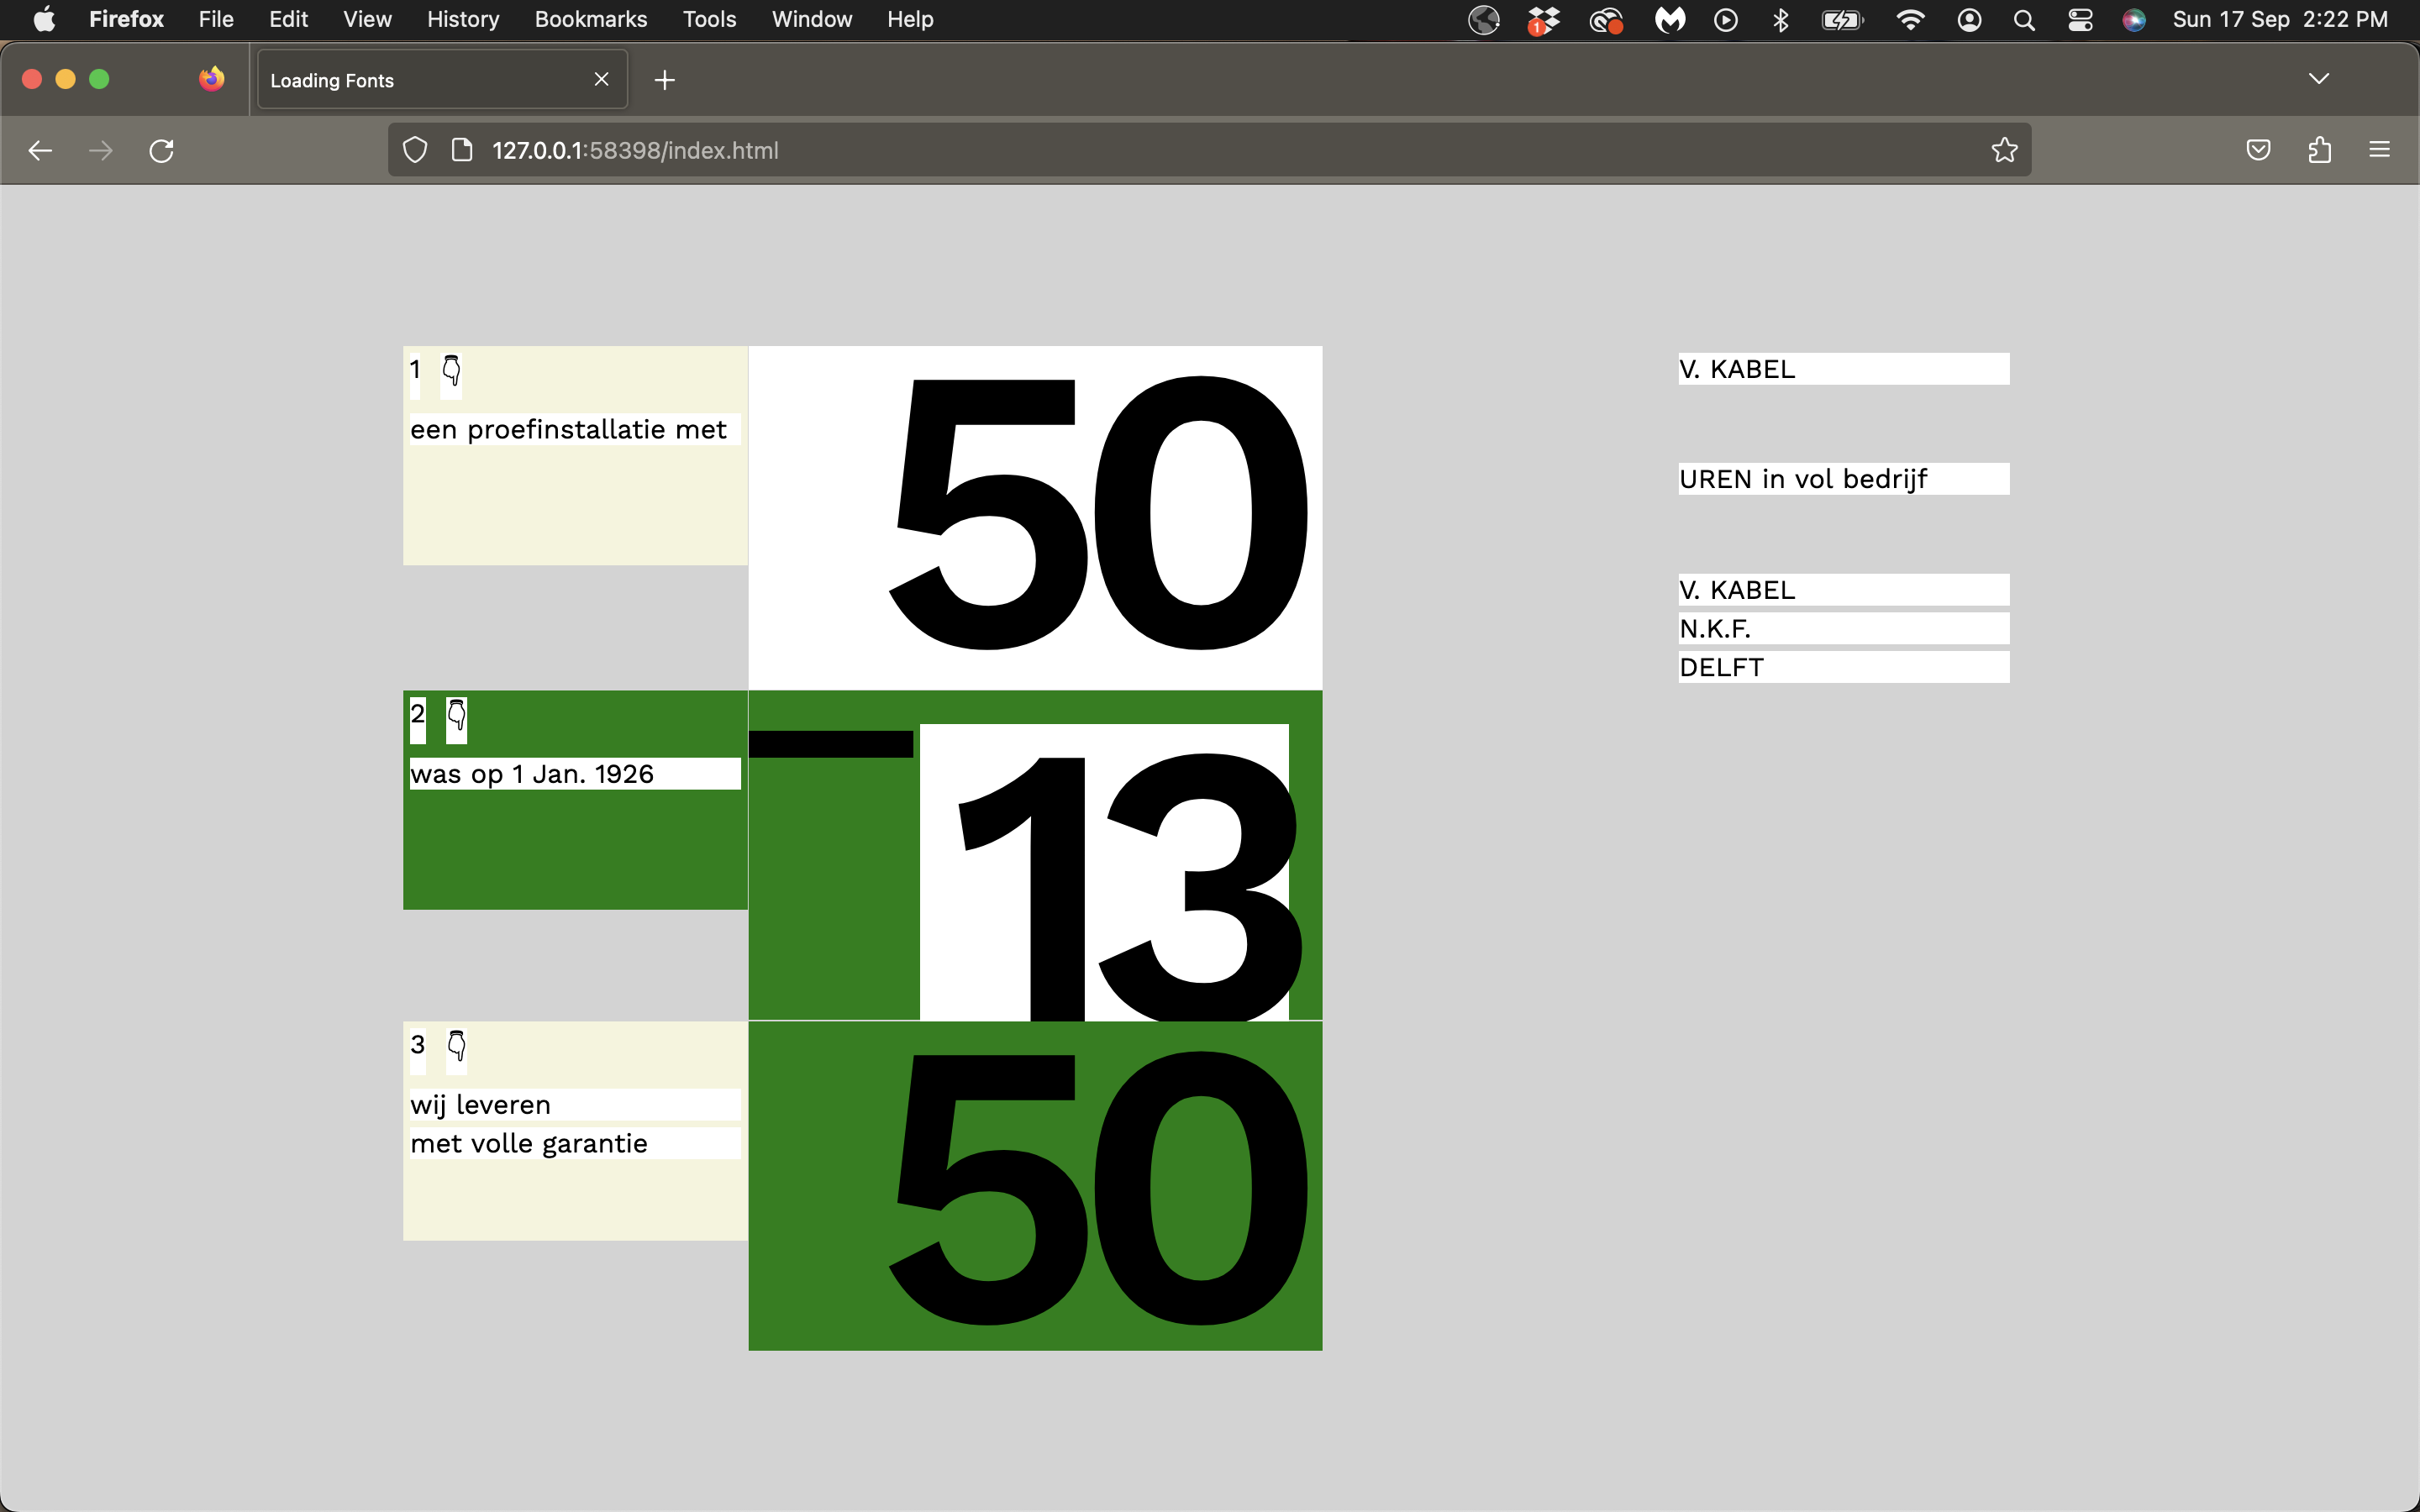 Firefox File Edit View History Bookmarks Tools Window Help 1 Sun 17 Sep 2:22 PM
Loading Fonts
127.0.0.1:58398/index.html
1 👇
een proefinstallatie met
50
V. KABEL
UREN in vol bedrijf
V. KABEL
N.K.F.
DELFT
2 👇
was op 1 Jan. 1926
13
3 👇
wij leveren
met volle garantie
50